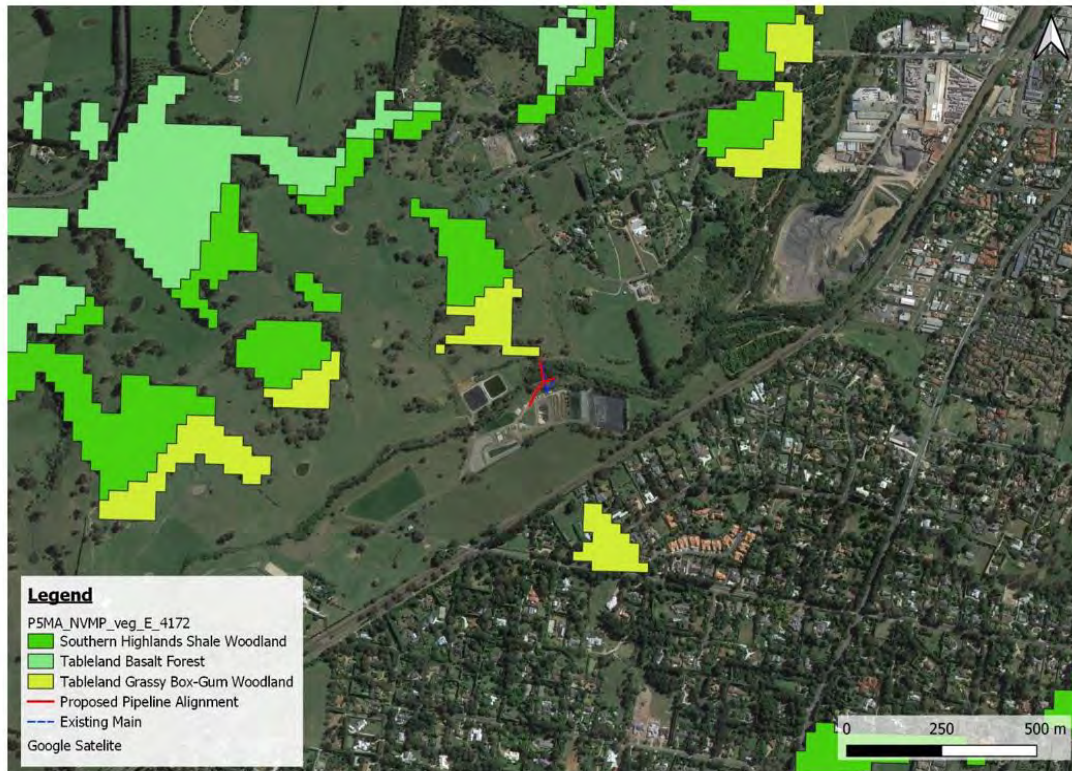 Legend
P5MA_NVMP_veg_E_4172
Southern Highlands Shale Woodland
Tableland Basalt Forest
Tableland Grassy Box-Gum Woodland
Proposed Pipeline Alignment
Existing Main
Google Satelite
0 250 500 m